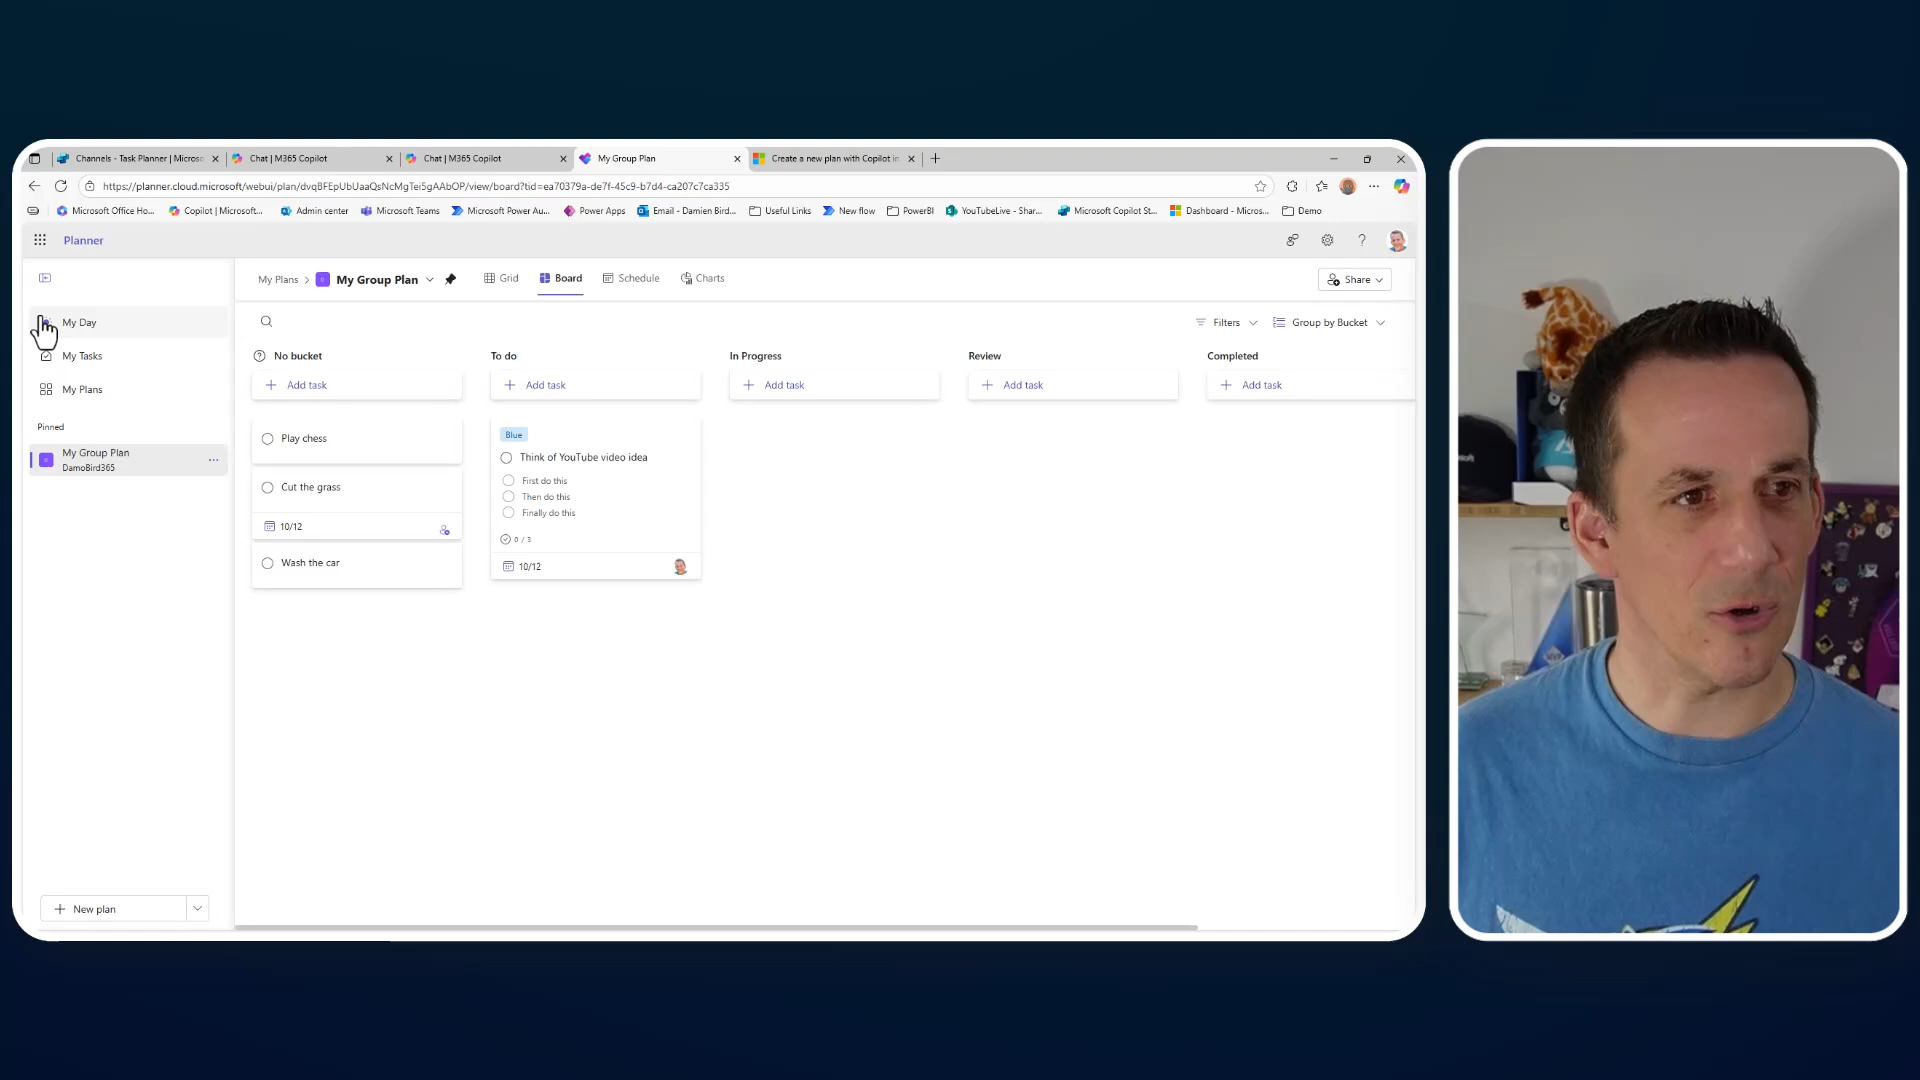 Channels - Task Planner | Microso
Chat | M365 Copilot
Chat | M365 Copilot
My Group Plan
Create a new plan with Copilot in
https://planner.cloud.microsoft/webui/plan/dvqBFEpUbUaaQsNcMgTei5gAAbOP/view/board?tid=ea70379a-de7f-45c9-b7d4-ca207c7ca335
Microsoft Office Ho...
Copilot | Microsoft...
Admin center
Microsoft Teams
Microsoft Power Au...
Power Apps
Email - Damien Bird...
Useful Links
New flow
PowerBI
YouTubeLive - Shar...
Microsoft Copilot St...
Dashboard - Micros...
Demo
Planner
My Day
My Tasks
My Plans
Pinned
My Group Plan
DamoBird365
New plan
My Plans
My Group Plan
Grid
Board
Schedule
Charts
Share
Filters
Group by Bucket
No bucket
Add task
Play chess
Cut the grass
10/12
Wash the car
To do
Add task
Blue
Think of YouTube video idea
First do this
Then do this
Finally do this
0 / 3
10/12
In Progress
Add task
Review
Add task
Completed
Add task